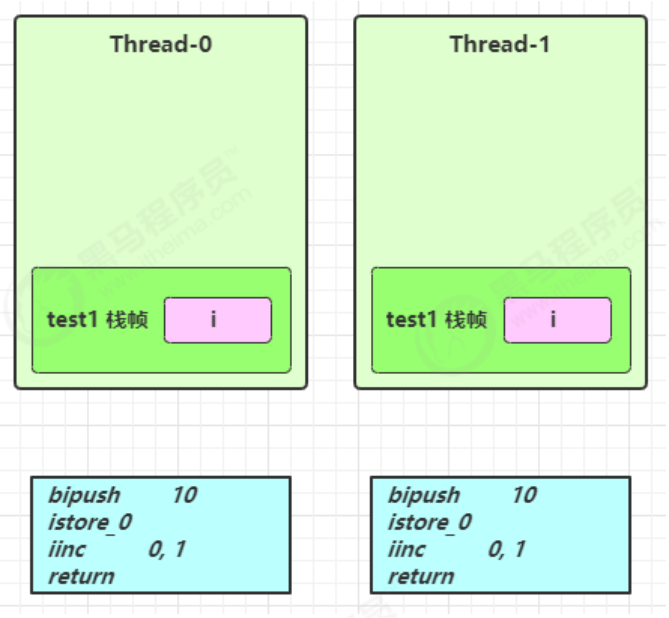 Thread-0
Thread-1
test1 栈帧
i
test1 栈帧
i
bipush 10
istore_0
iinc 0, 1
return
bipush 10
istore_0
iinc 0, 1
return
黑马程序员™
www.itheima.com
黑马程序员
www.itheima.com